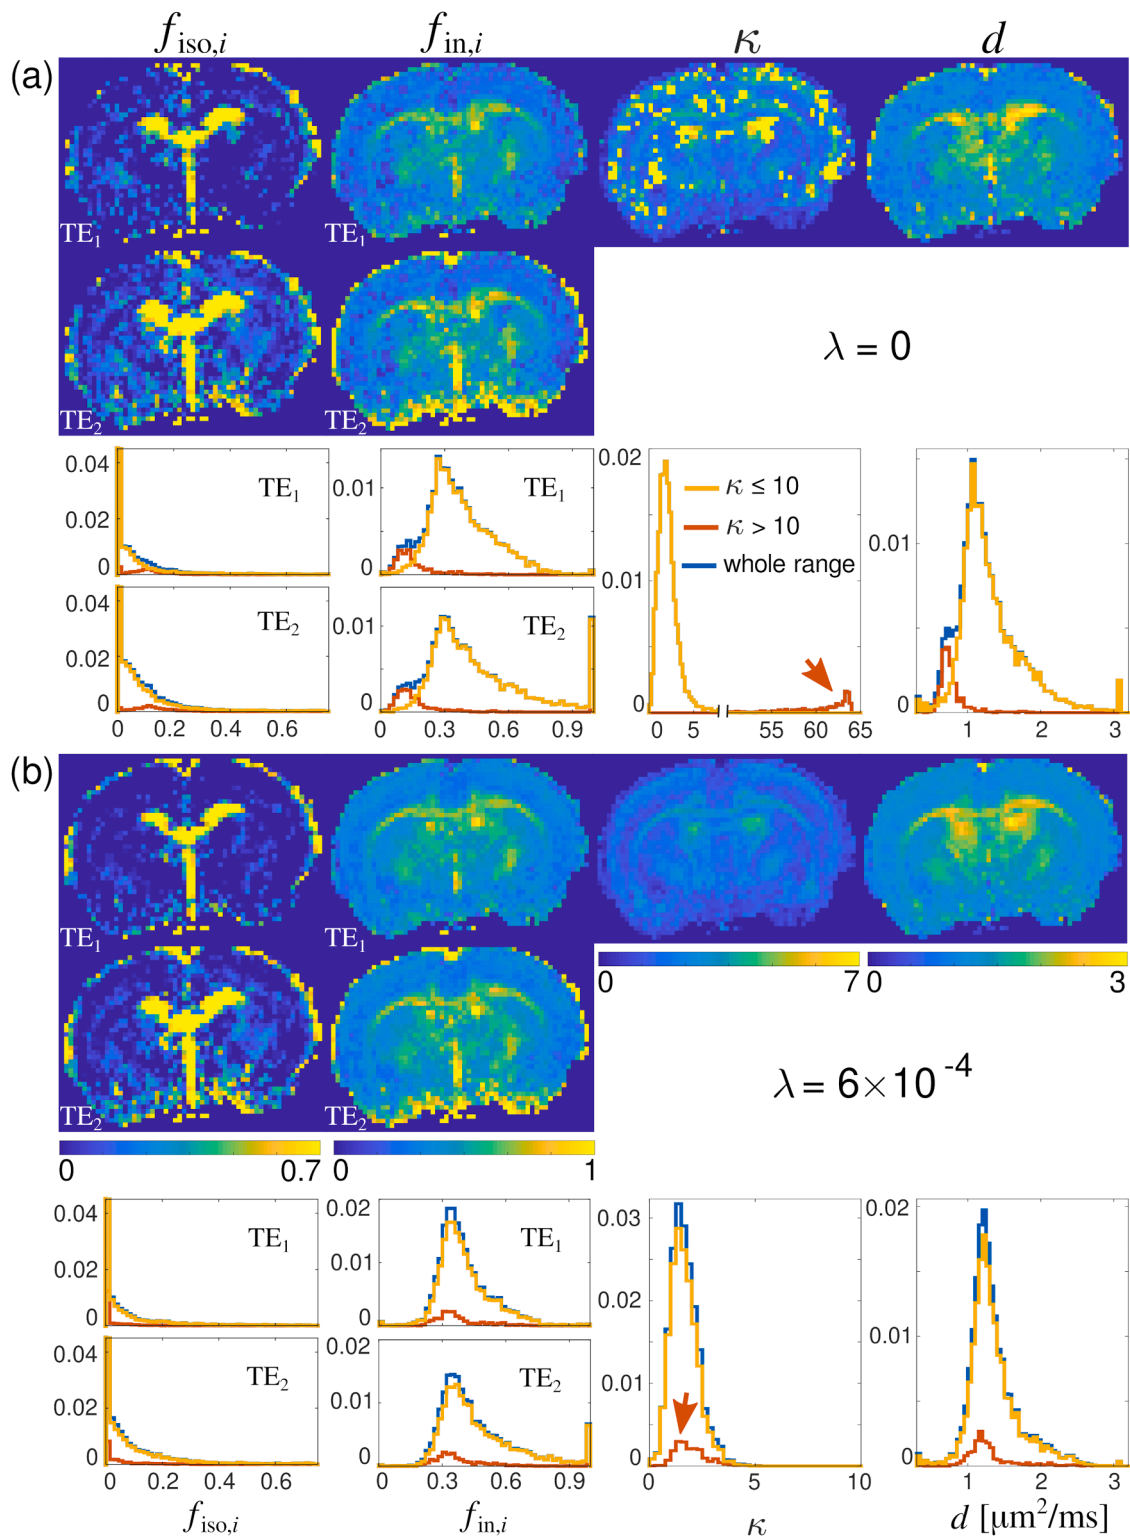 f_iso,i f_in,i κ d
(a)
TE₁ TE₁
TE₂ TE₂
λ = 0
0.04
0.02
0
TE₁
0.01
0
TE₁
0.02
0.01
0
κ ≤ 10
κ > 10
whole range
0.01
0
0.04
0.02
0
TE₂
0.01
0
TE₂
0 0.2 0.4 0.6
0 0.3 0.6 0.9
0 5 55 60 65
1 2 3
(b)
TE₁ TE₁
0 7 0 3
TE₂ TE₂
λ = 6×10⁻⁴
0 0.7 0 1
0.04
0.02
0
TE₁
0.02
0.01
0
TE₁
0.03
0.02
0.01
0
0.02
0.01
0
0.04
0.02
0
TE₂
0.02
0.01
0
TE₂
0 0.2 0.4 0.6
0 0.3 0.6 0.9
0 5 10
1 2 3
f_iso,i f_in,i κ d [μm²/ms]